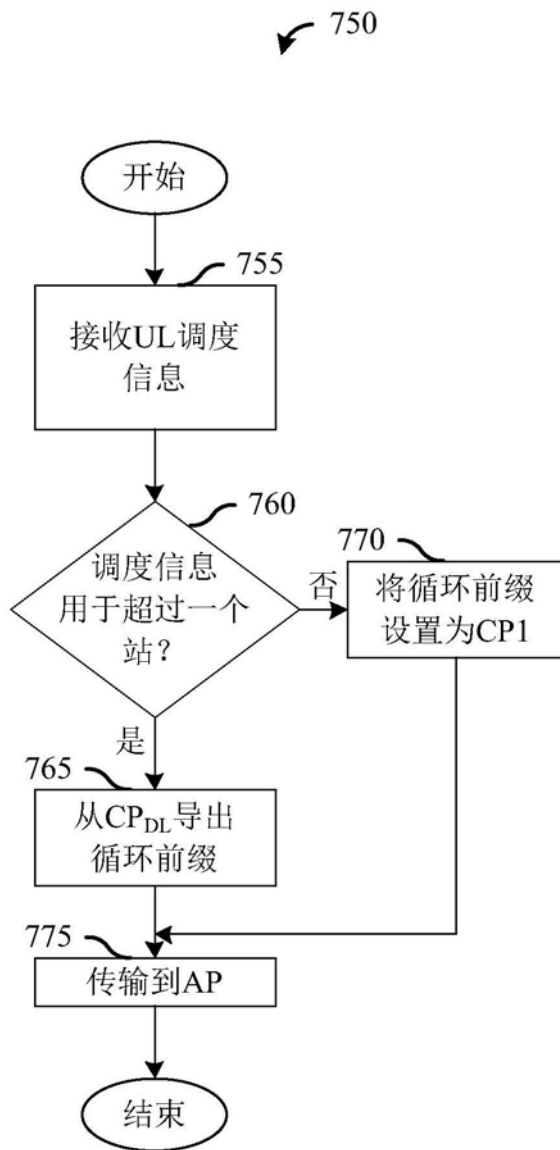 750
开始
755
接收UL调度
信息
760
调度信息
用于超过一个
站?
否
770
将循环前缀
设置为CP1
是
765
从CP_DL导出
循环前缀
775
传输到AP
结束